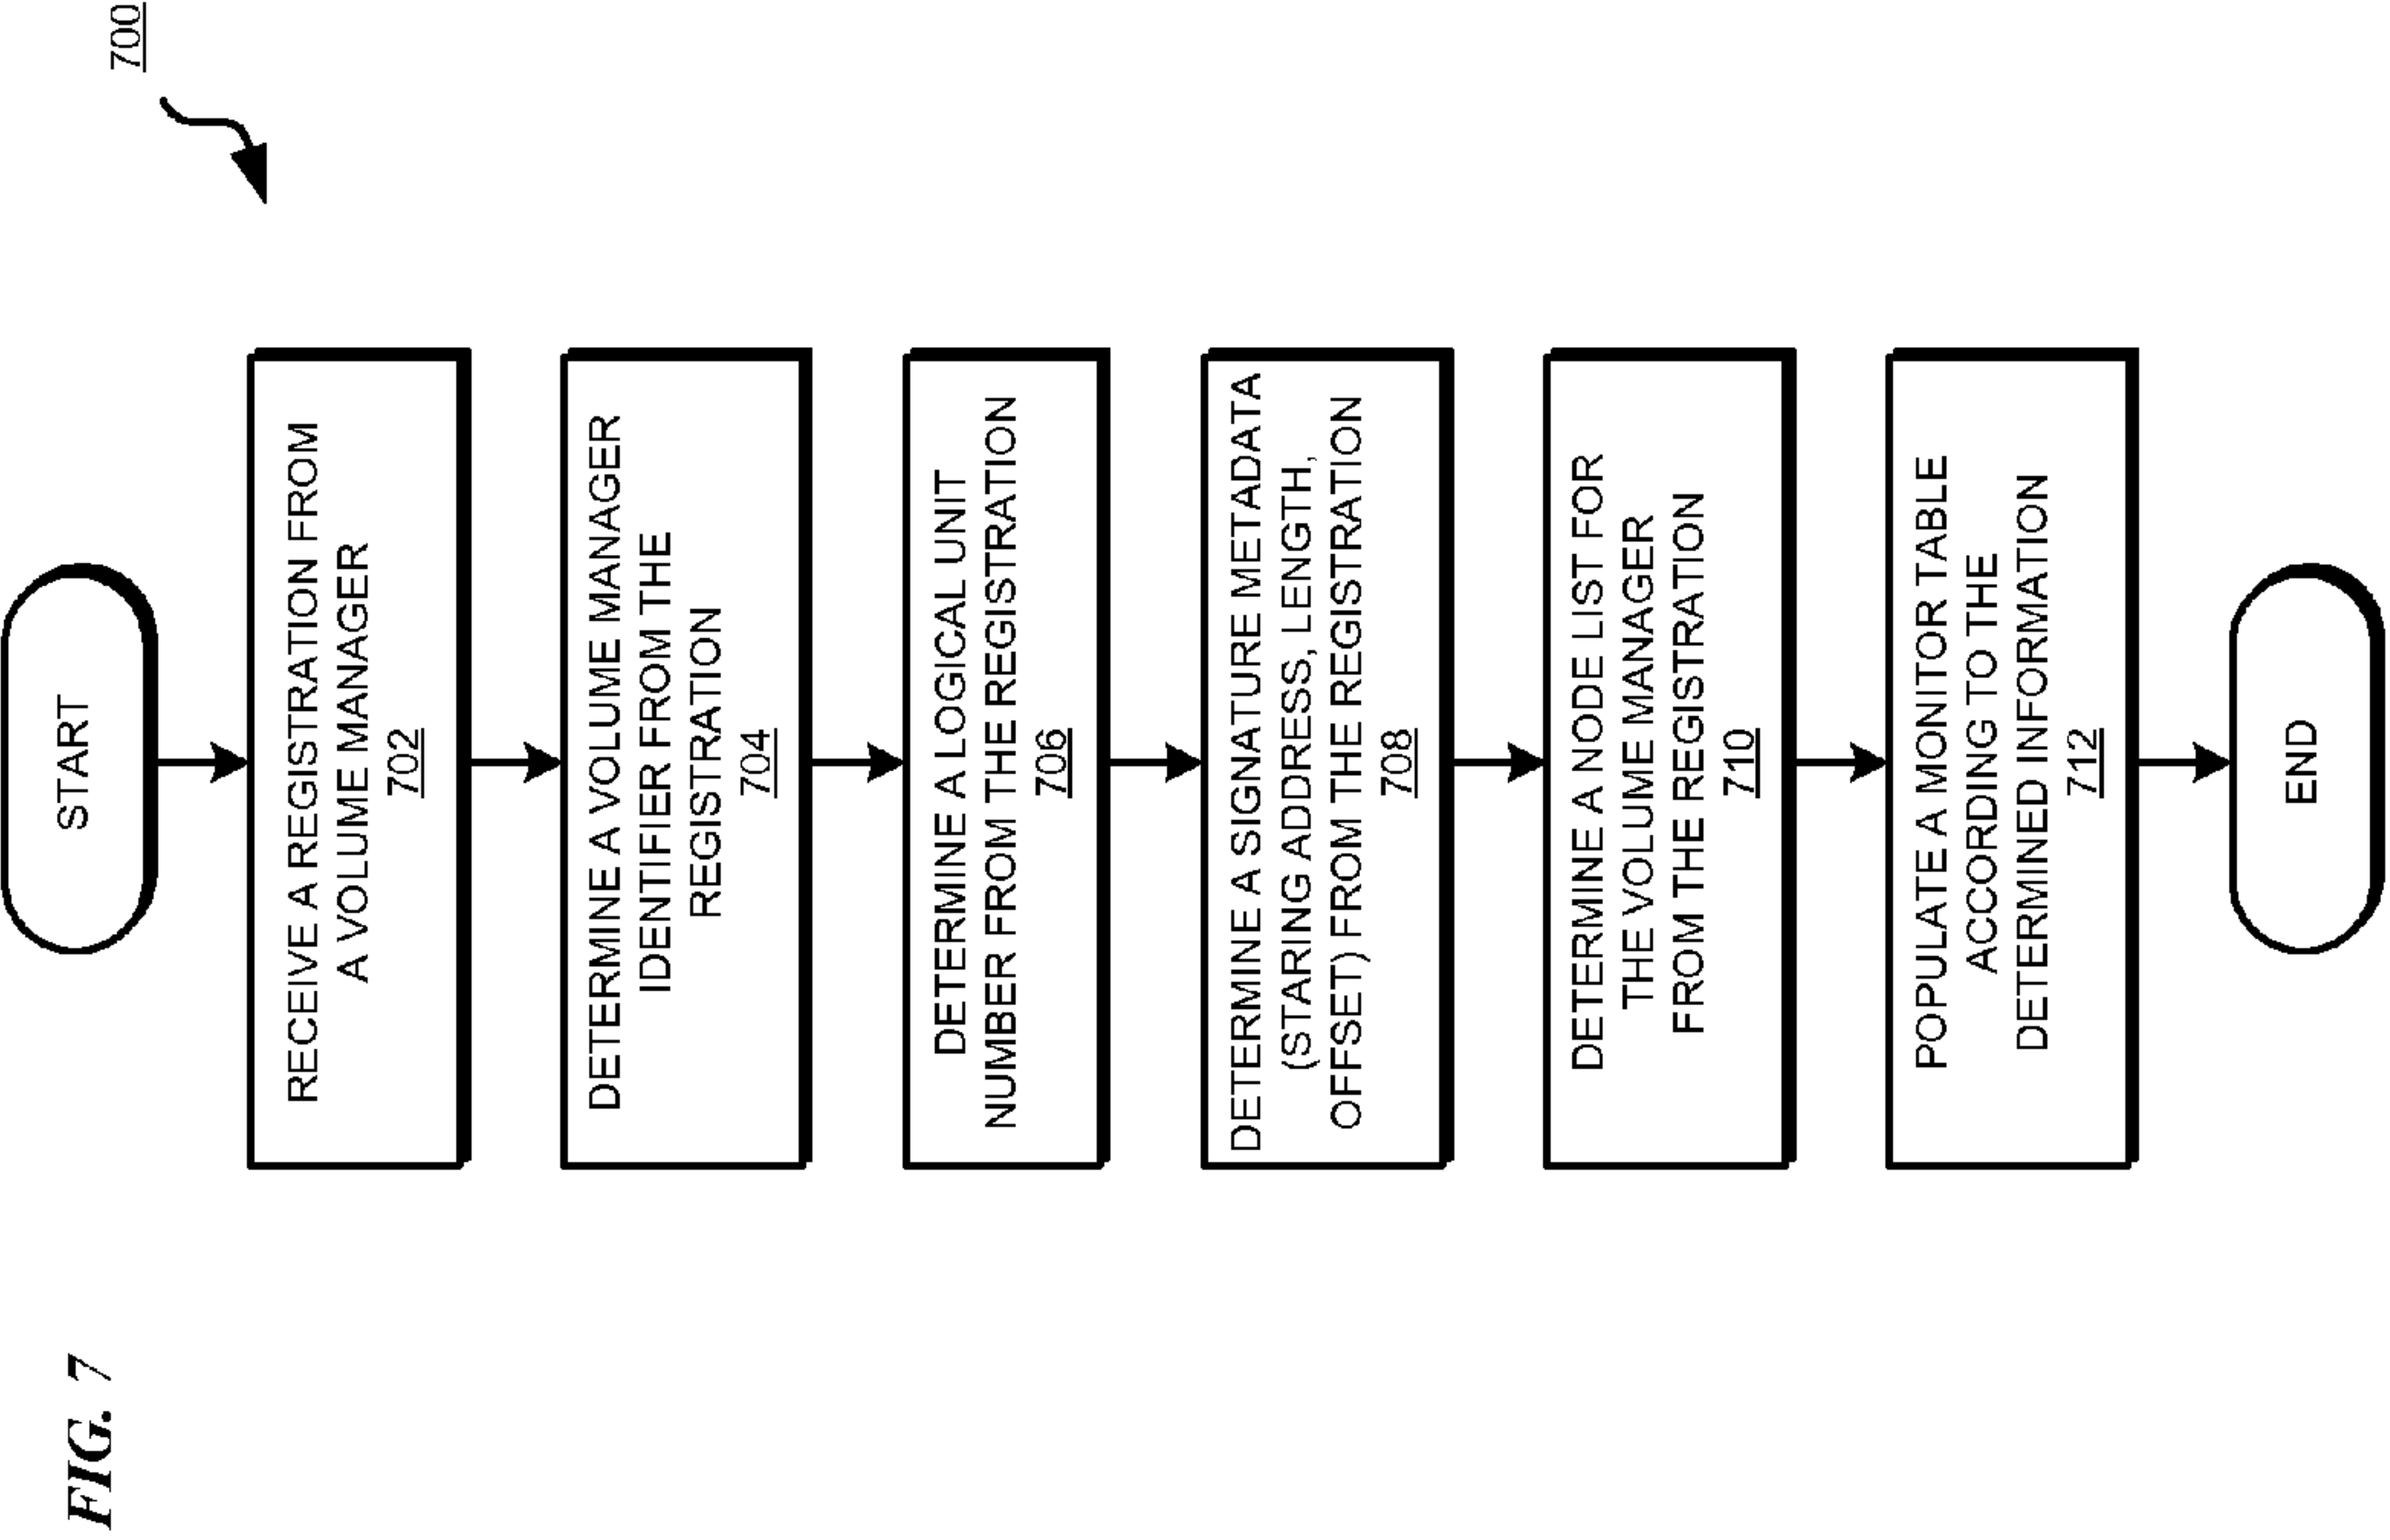 FIG. 7
700
START
RECEIVE A REGISTRATION FROM
A VOLUME MANAGER
702
DETERMINE A VOLUME MANAGER
IDENTIFIER FROM THE
REGISTRATION
704
DETERMINE A LOGICAL UNIT
NUMBER FROM THE REGISTRATION
706
DETERMINE A SIGNATURE METADATA
(STARING ADDRESS, LENGTH,
OFFSET) FROM THE REGISTRATION
708
DETERMINE A NODE LIST FOR
THE VOLUME MANAGER
FROM THE REGISTRATION
710
POPULATE A MONITOR TABLE
ACCORDING TO THE
DETERMINED INFORMATION
712
END